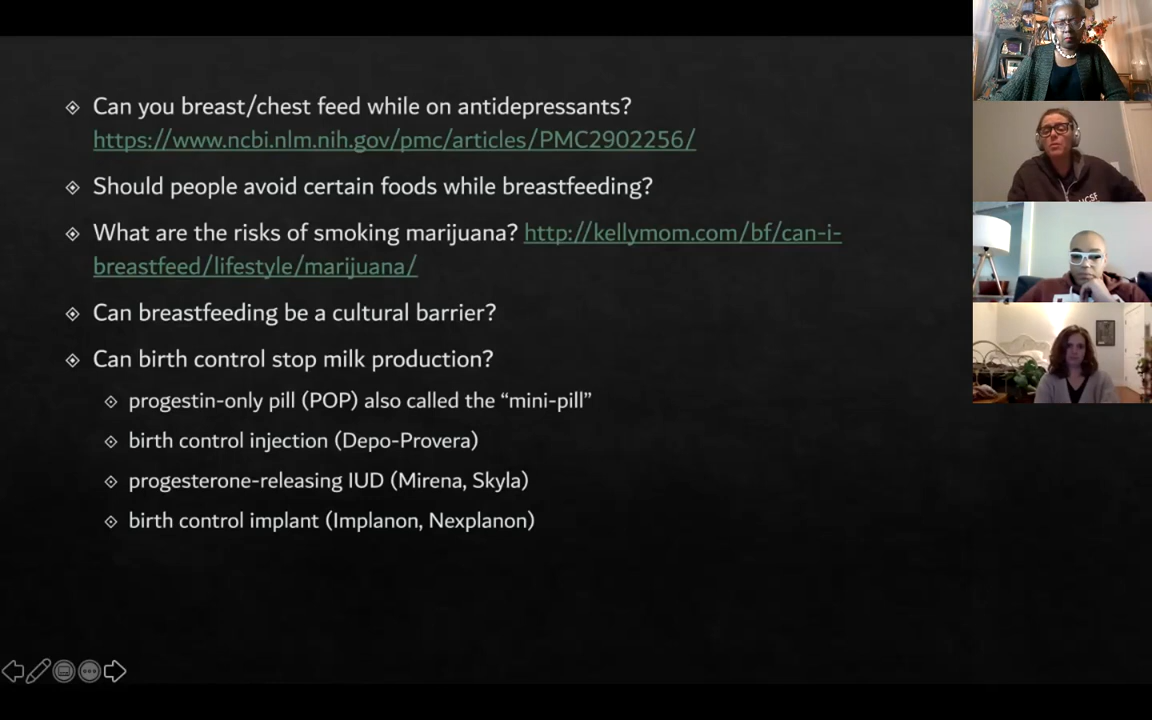 Can you breast/chest feed while on antidepressants?
https://www.ncbi.nlm.nih.gov/pmc/articles/PMC2902256/
Should people avoid certain foods while breastfeeding?
What are the risks of smoking marijuana? http://kellymom.com/bf/can-i-
breastfeed/lifestyle/marijuana/
Can breastfeeding be a cultural barrier?
Can birth control stop milk production?
progestin-only pill (POP) also called the “mini-pill”
birth control injection (Depo-Provera)
progesterone-releasing IUD (Mirena, Skyla)
birth control implant (Implanon, Nexplanon)